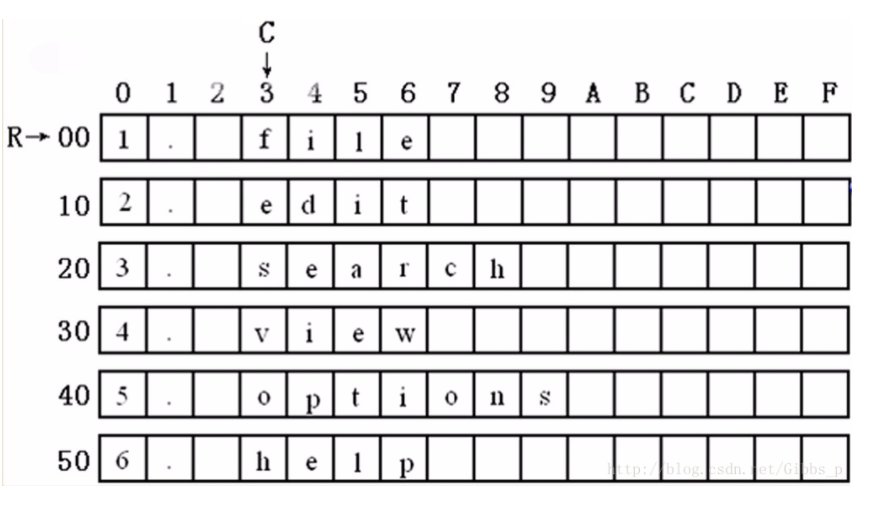 C
↓
0 1 2 3 4 5 6 7 8 9 A B C D E F
R→ 00 1 . f i l e
10 2 . e d i t
20 3 . s e a r c h
30 4 . v i e w
40 5 . o p t i o n s
50 6 . h e l p
http://blog.csdn.net/Gibbs_p